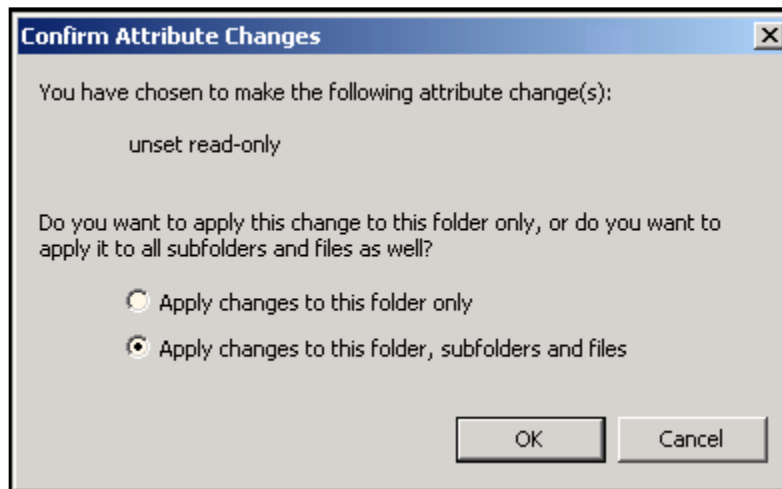 Confirm Attribute Changes
You have chosen to make the following attribute change(s):
unset read-only
Do you want to apply this change to this folder only, or do you want to
apply it to all subfolders and files as well?
Apply changes to this folder only
Apply changes to this folder, subfolders and files
OK
Cancel